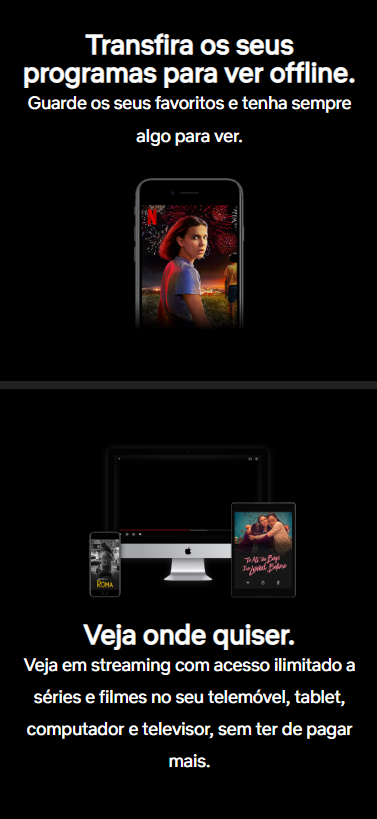 Transfira os seus
programas para ver offline.
Guarde os seus favoritos e tenha sempre
algo para ver.
N
ROMA
To All the Boys
I've Loved Before
Veja onde quiser.
Veja em streaming com acesso ilimitado a
séries e filmes no seu telemóvel, tablet,
computador e televisor, sem ter de pagar
mais.